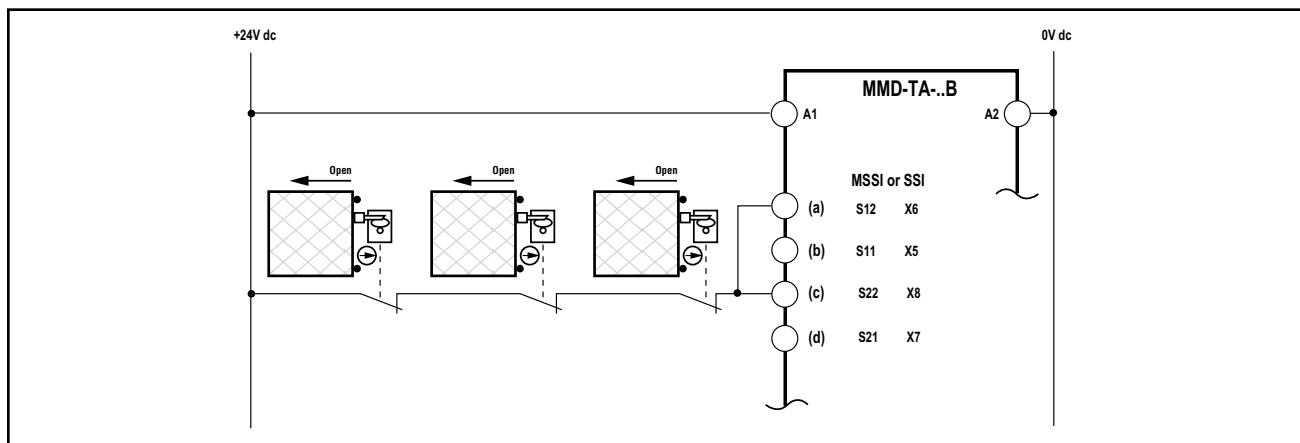 +24V dc
0V dc
MMD-TA-..B
A1
A2
Open
Open
Open
MSSI or SSI
(a) S12 X6
(b) S11 X5
(c) S22 X8
(d) S21 X7